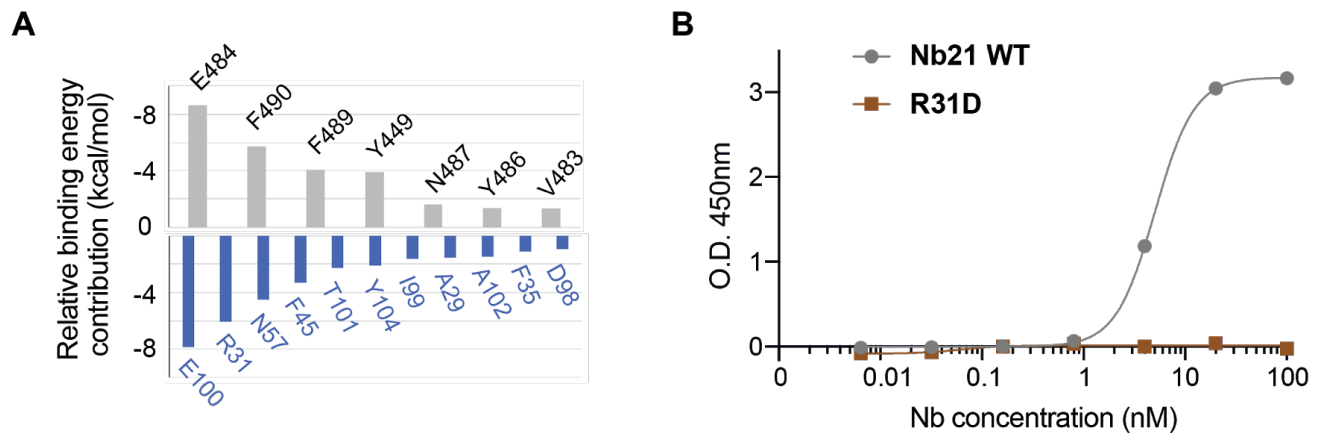 A
Relative binding energy
contribution (kcal/mol)
-8
-4
0
-4
-8
E484
F490
F489
Y449
N487
Y486
V483
E100
R31
N57
F45
T101
Y104
I99
A29
A102
F35
D98
B
Nb21 WT
R31D
O.D. 450nm
3
2
1
0
0
0.01
0.1
1
10
100
Nb concentration (nM)